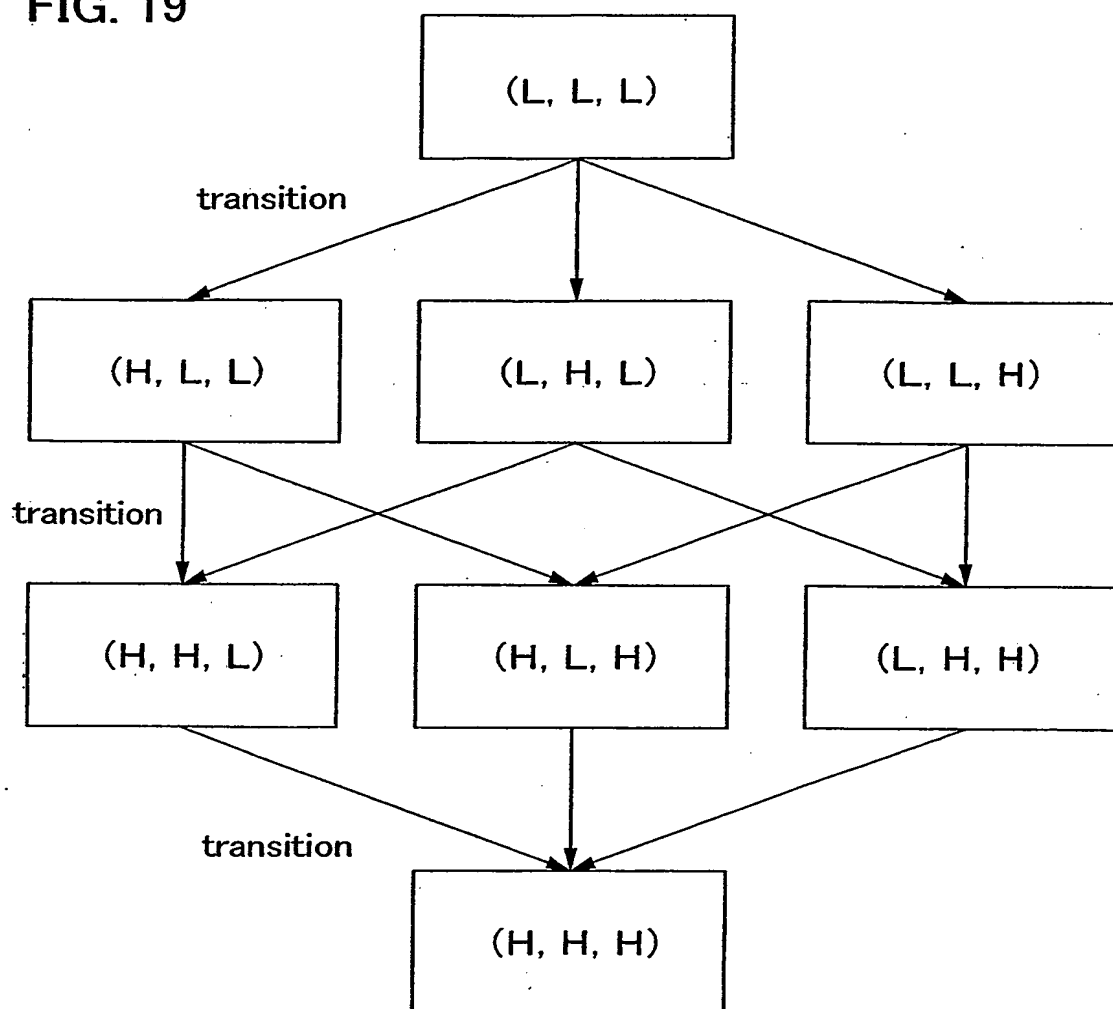 FIG. 19
(L, L, L)
transition
(H, L, L)
(L, H, L)
(L, L, H)
transition
(H, H, L)
(H, L, H)
(L, H, H)
transition
(H, H, H)